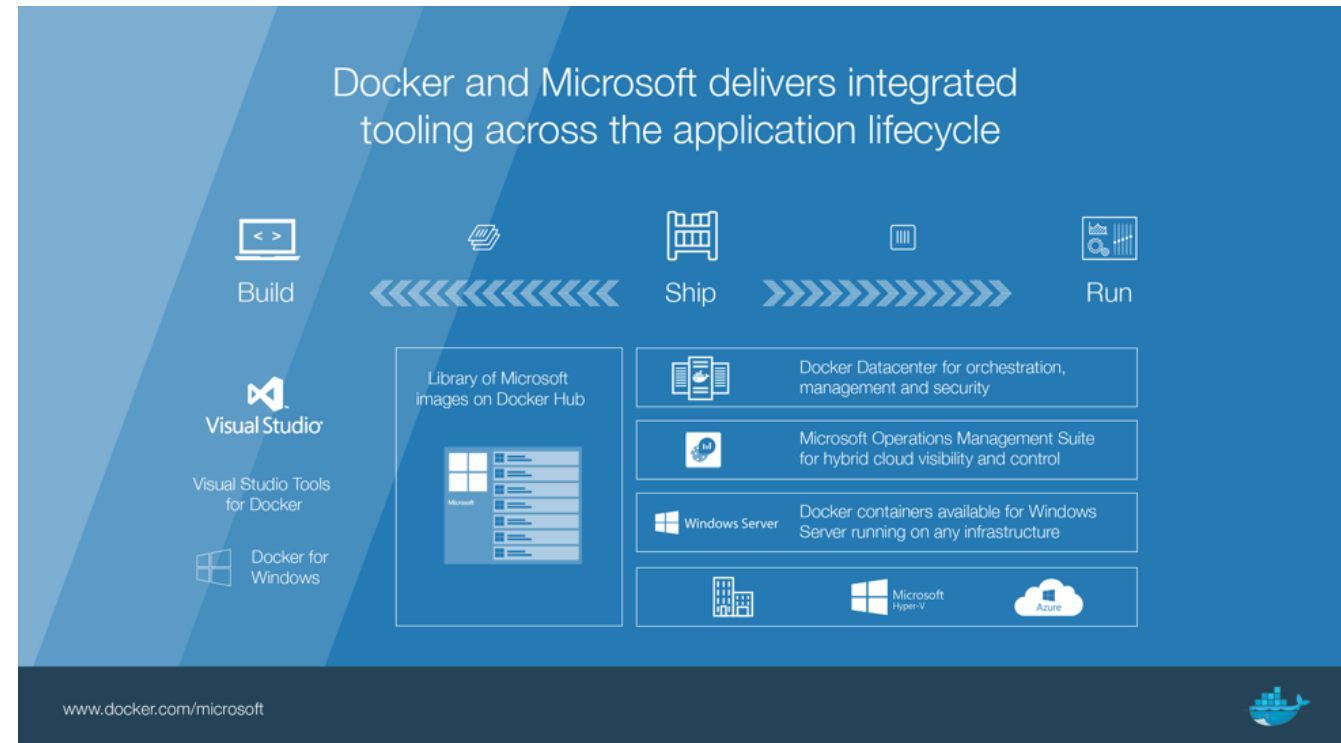 Docker and Microsoft delivers integrated
tooling across the application lifecycle
< >
Build
Ship
Run
Visual Studio
Visual Studio Tools
for Docker
Docker for
Windows
Library of Microsoft
images on Docker Hub
Microsoft
Docker Datacenter for orchestration,
management and security
Microsoft Operations Management Suite
for hybrid cloud visibility and control
Windows Server
Docker containers available for Windows
Server running on any infrastructure
Microsoft
Hyper-V
Azure
www.docker.com/microsoft